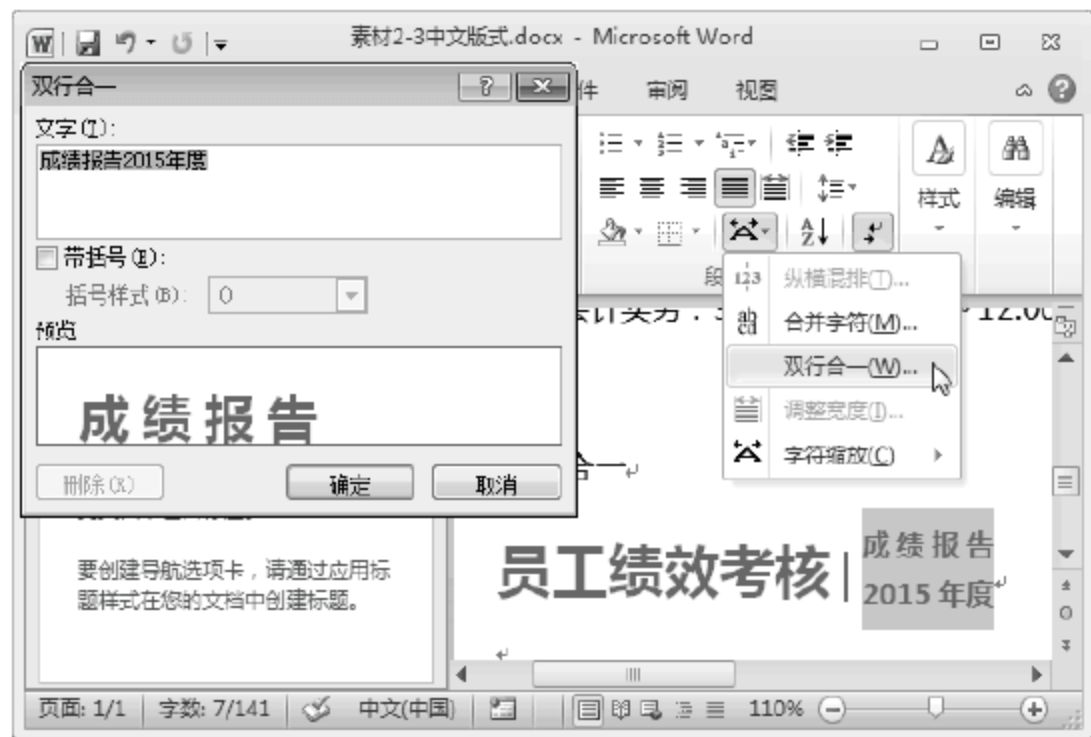 素材2-3中文版式.docx - Microsoft Word
双行合一
件 审阅 视图
文字(T):
成绩报告2015年度
样式 编辑
带括号(E):
括号样式(B): ()
段
纵横混排(T)...
合并字符(M)...
双行合一(W)...
调整宽度(I)...
字符缩放(C)
12:00
预览
成绩报告
删除(R) 确定 取消
合一
要创建导航选项卡，请通过应用标
题样式在您的文档中创建标题。
员工绩效考核| 成绩报告
2015 年度
页面: 1/1 字数: 7/141 中文(中国) 110%